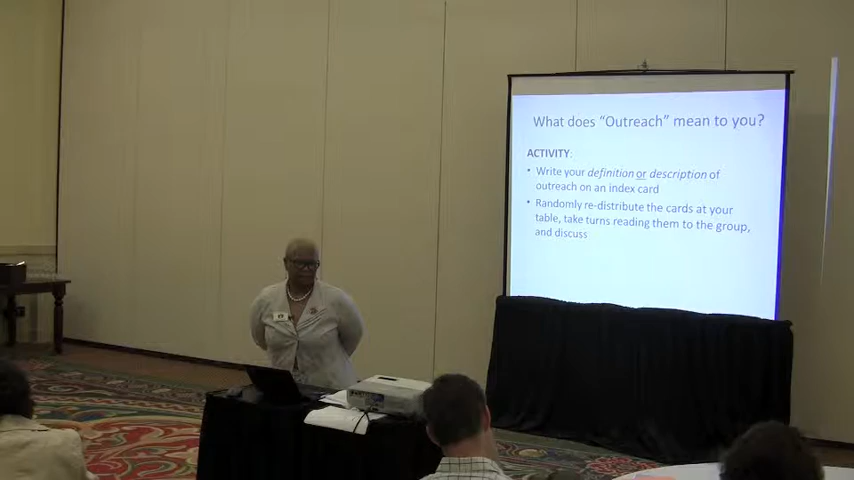 What does “Outreach” mean to you?
ACTIVITY:
• Write your definition or description of
outreach on an index card
• Randomly re-distribute the cards at your
table, take turns reading them to the group,
and discuss